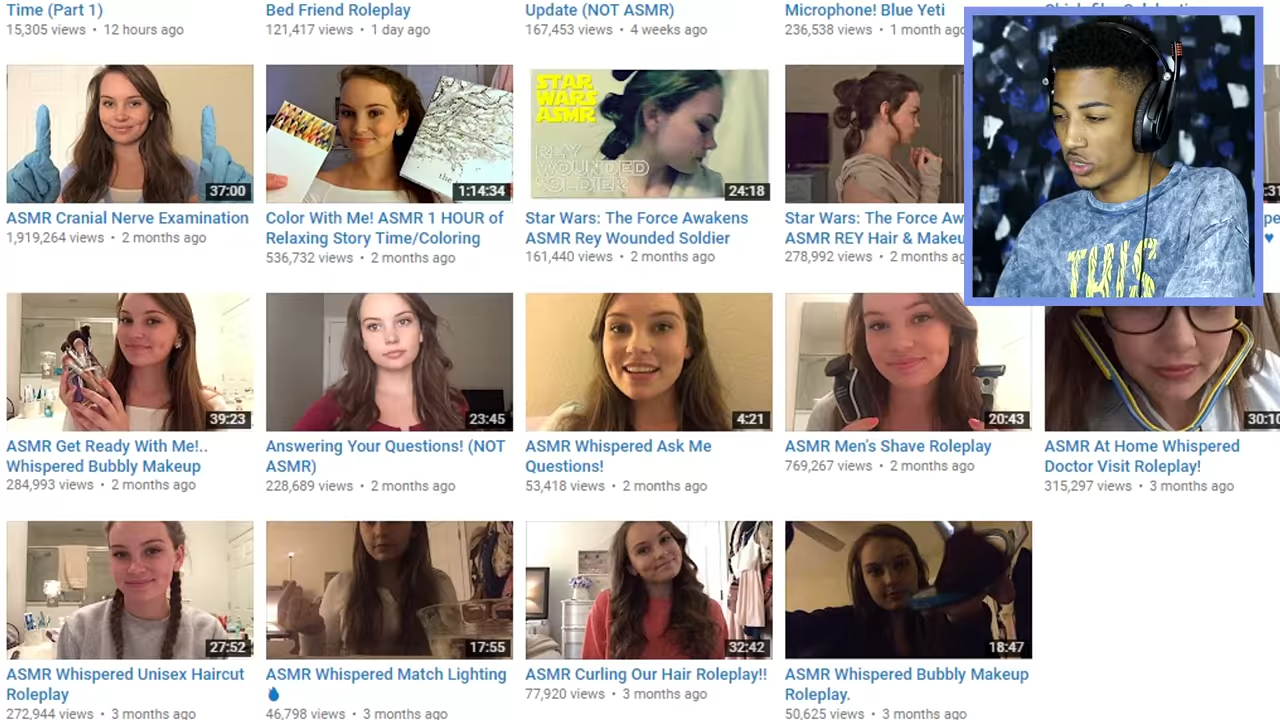 Time (Part 1)
15,305 views • 12 hours ago
Bed Friend Roleplay
121,417 views • 1 day ago
Update (NOT ASMR)
167,453 views • 4 weeks ago
Microphone! Blue Yeti
236,538 views • 1 month ago
37:00
ASMR Cranial Nerve Examination
1,919,264 views • 2 months ago
1:14:34
Color With Me! ASMR 1 HOUR of
Relaxing Story Time/Coloring
536,732 views • 2 months ago
STAR
WARS
ASMR
REY
WOUNDED
SOLDIER
24:18
Star Wars: The Force Awakens
ASMR Rey Wounded Soldier
161,440 views • 2 months ago
Star Wars: The Force Aw
ASMR REY Hair & Makeu
278,992 views • 2 months ago
THIS
39:23
ASMR Get Ready With Me!..
Whispered Bubbly Makeup
284,993 views • 2 months ago
23:45
Answering Your Questions! (NOT
ASMR)
228,689 views • 2 months ago
4:21
ASMR Whispered Ask Me
Questions!
53,418 views • 2 months ago
20:43
ASMR Men's Shave Roleplay
769,267 views • 2 months ago
30:10
ASMR At Home Whispered
Doctor Visit Roleplay!
315,297 views • 3 months ago
27:52
ASMR Whispered Unisex Haircut
Roleplay
272,944 views • 3 months ago
17:55
ASMR Whispered Match Lighting
46,798 views • 3 months ago
32:42
ASMR Curling Our Hair Roleplay!!
77,920 views • 3 months ago
18:47
ASMR Whispered Bubbly Makeup
Roleplay.
50,625 views • 3 months ago